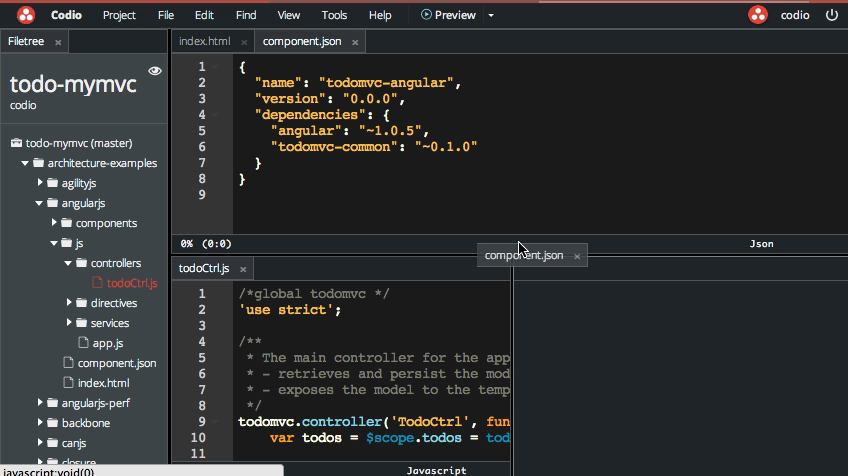 Codio Project File Edit Find View Tools Help Preview codio
Filetree × index.html × component.json ×
todo-mymvc
codio
todo-mymvc (master)
architecture-examples
agilityjs
angularjs
components
js
controllers
todoCtrl.js
directives
services
app.js
component.json
index.html
angularjs-perf
backbone
canjs
closure
javascript:void(0)
1 {
2 "name": "todomvc-angular",
3 "version": "0.0.0",
4 "dependencies": {
5 "angular": "~1.0.5",
6 "todomvc-common": "~0.1.0"
7 }
8 }
9
0% (0:0) Json
component.json ×
todoCtrl.js ×
1 /*global todomvc */
2 'use strict';
3
4 /**
5 * The main controller for the app
6 * - retrieves and persist the mod
7 * - exposes the model to the temp
8 */
9 todomvc.controller('TodoCtrl', fun
10 var todos = $scope.todos = tod
11
Javascript